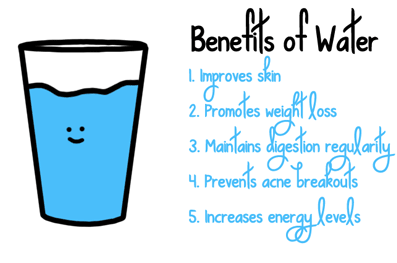 Benefits of Water
1. Improves skin
2. Promotes weight loss
3. Maintains digestion regularity
4. Prevents acne breakouts
5. Increases energy levels